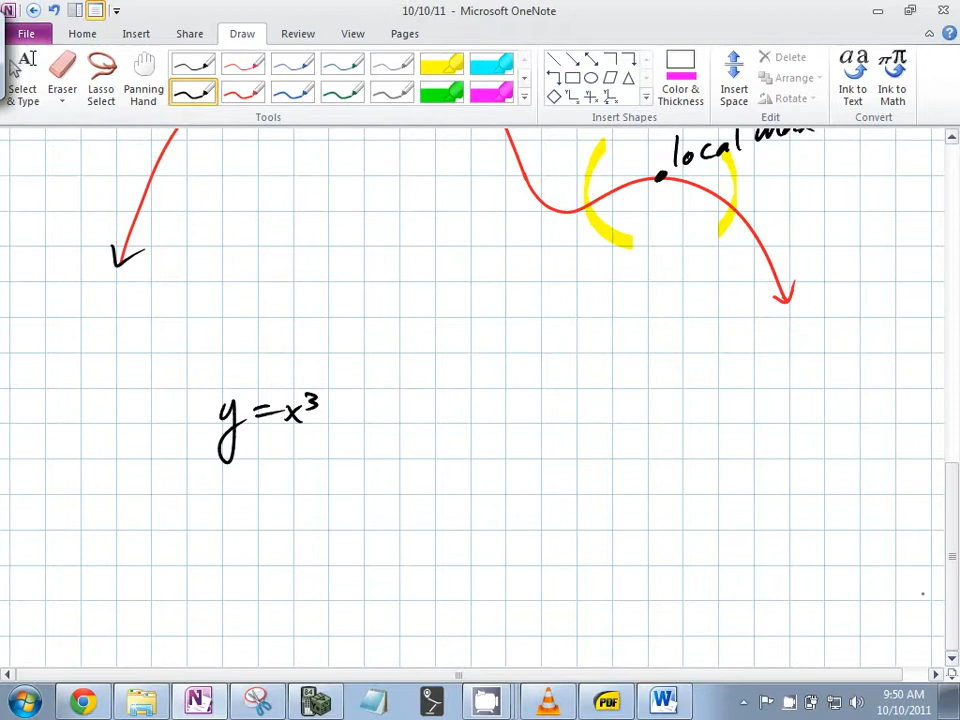 10/10/11 - Microsoft OneNote
File Home Insert Share Draw Review View Pages
Select & Type
Eraser
Lasso Select
Panning Hand
Color & Thickness
Insert Space
Delete
Arrange
Rotate
Ink to Text
Ink to Math
Tools
Insert Shapes
Edit
Convert
local
y = x³
PDF
9:50 AM
10/10/2011